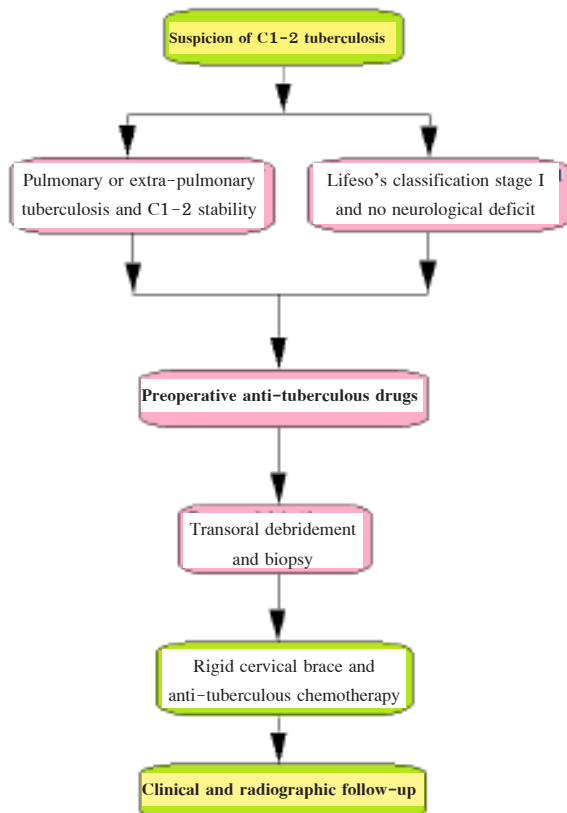 Suspicion of C1-2 tuberculosis
Pulmonary or extra-pulmonary
tuberculosis and C1-2 stability
Lifeso's classification stage I
and no neurological deficit
Preoperative anti-tuberculous drugs
Transoral debridement
and biopsy
Rigid cervical brace and
anti-tuberculous chemotherapy
Clinical and radiographic follow-up